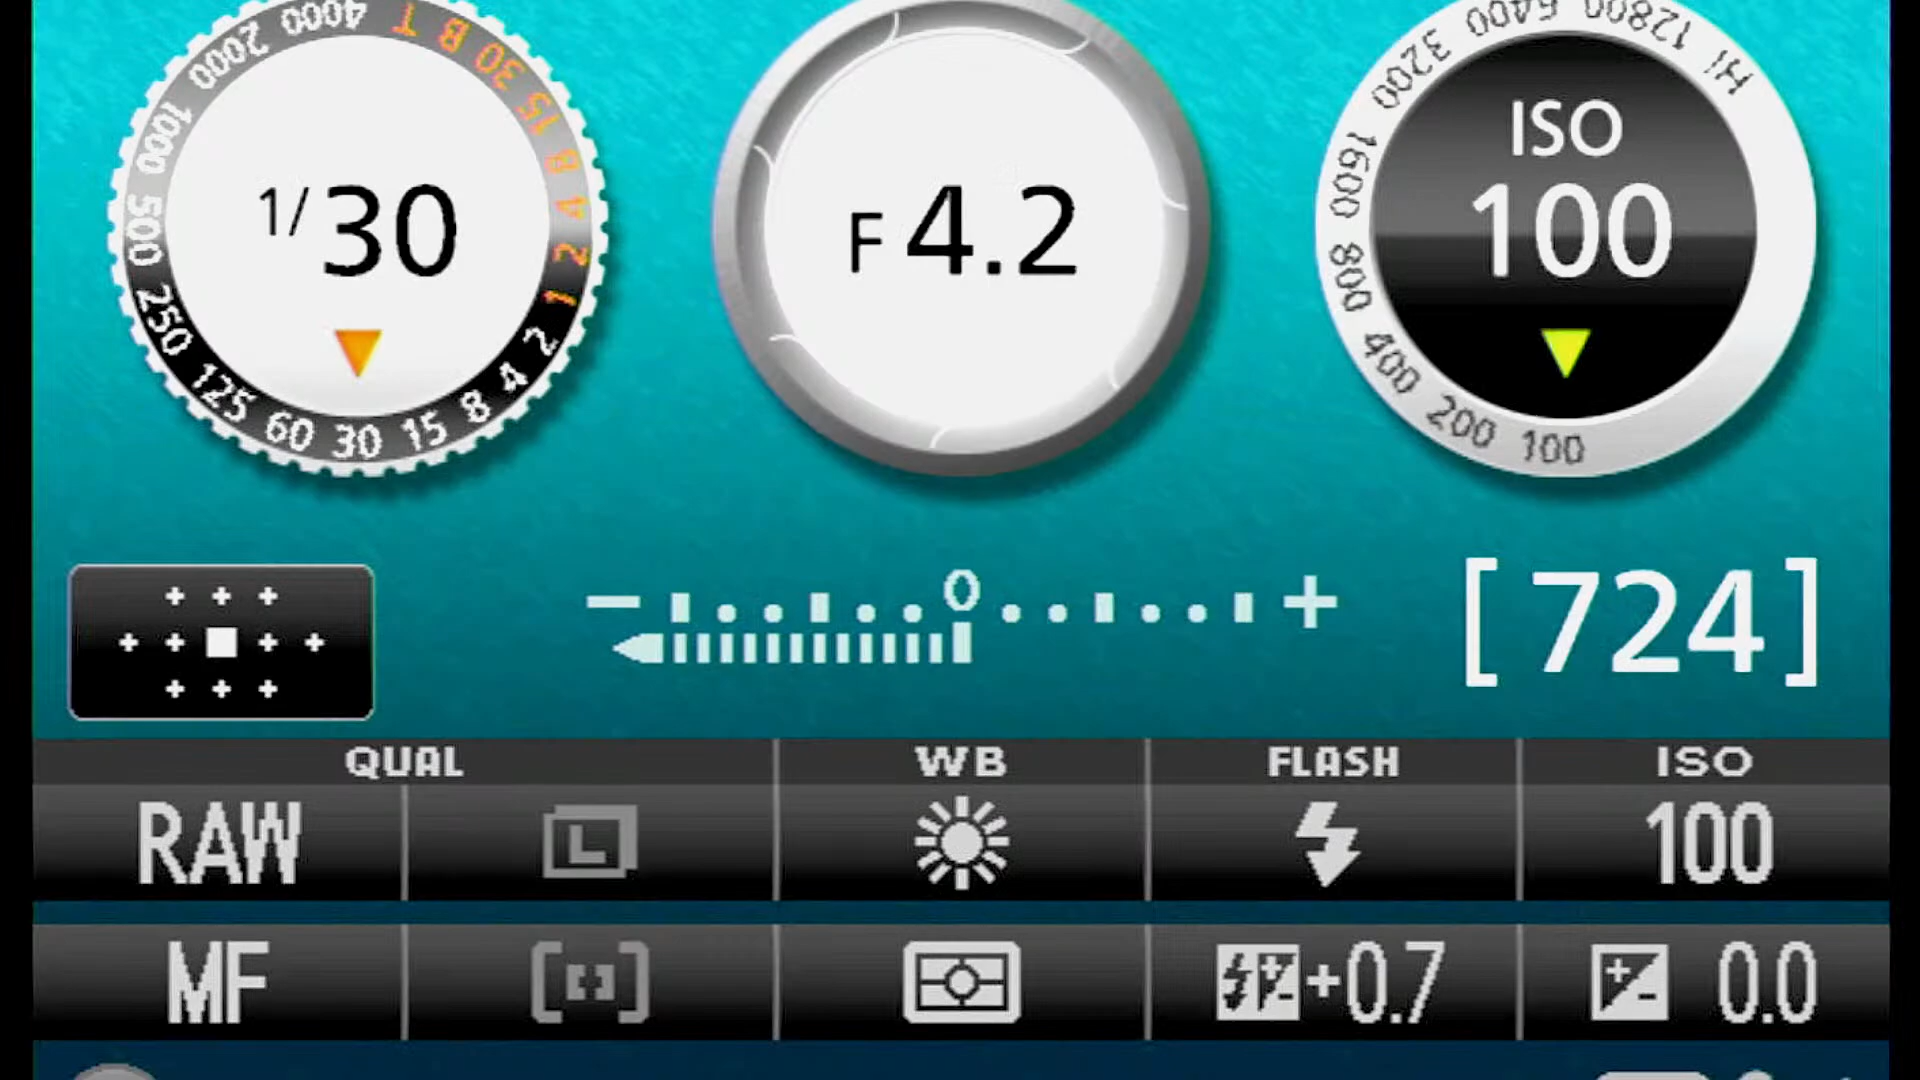 4000 T B 30 15 8 4 2 1 2 4 8 15 30 60 125 250 500 1000 2000
1/30
F4.2
HI 12800 6400 3200 1600 800 400 200 100
ISO
100
− 0 +
[724]
QUAL WB FLASH ISO
RAW L 100
MF +0.7 0.0